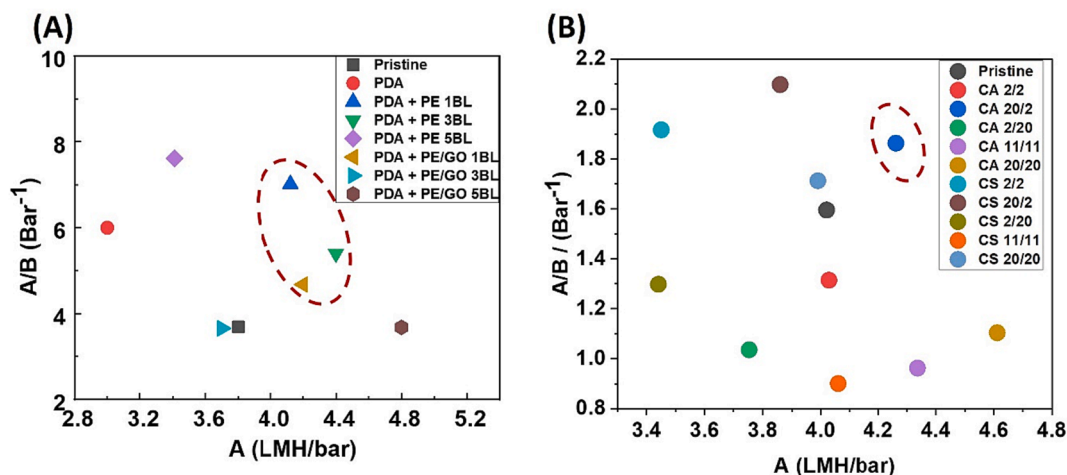 (A)
10
8
6
4
2
A/B (Bar⁻¹)
2.8 3.2 3.6 4.0 4.4 4.8 5.2
A (LMH/bar)
Pristine
PDA
PDA + PE 1BL
PDA + PE 3BL
PDA + PE 5BL
PDA + PE/GO 1BL
PDA + PE/GO 3BL
PDA + PE/GO 5BL
(B)
2.2
2.0
1.8
1.6
1.4
1.2
1.0
0.8
A/B / (Bar⁻¹)
3.4 3.6 3.8 4.0 4.2 4.4 4.6 4.8
A (LMH/bar)
Pristine
CA 2/2
CA 20/2
CA 2/20
CA 11/11
CA 20/20
CS 2/2
CS 20/2
CS 2/20
CS 11/11
CS 20/20